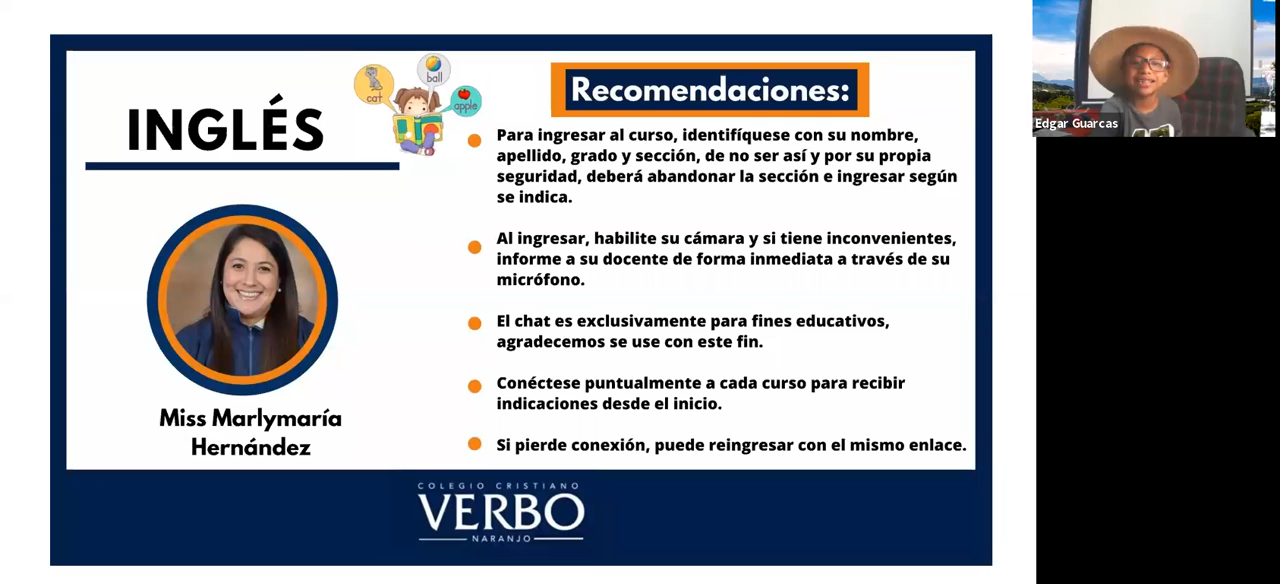 INGLÉS
cat
ball
apple
Miss Marlymaría
Hernández
Recomendaciones:
Para ingresar al curso, identifíquese con su nombre,
apellido, grado y sección, de no ser así y por su propia
seguridad, deberá abandonar la sección e ingresar según
se indica.
Al ingresar, habilite su cámara y si tiene inconvenientes,
informe a su docente de forma inmediata a través de su
micrófono.
El chat es exclusivamente para fines educativos,
agradecemos se use con este fin.
Conéctese puntualmente a cada curso para recibir
indicaciones desde el inicio.
Si pierde conexión, puede reingresar con el mismo enlace.
COLEGIO CRISTIANO
VERBO
NARANJO
Edgar Guarcas